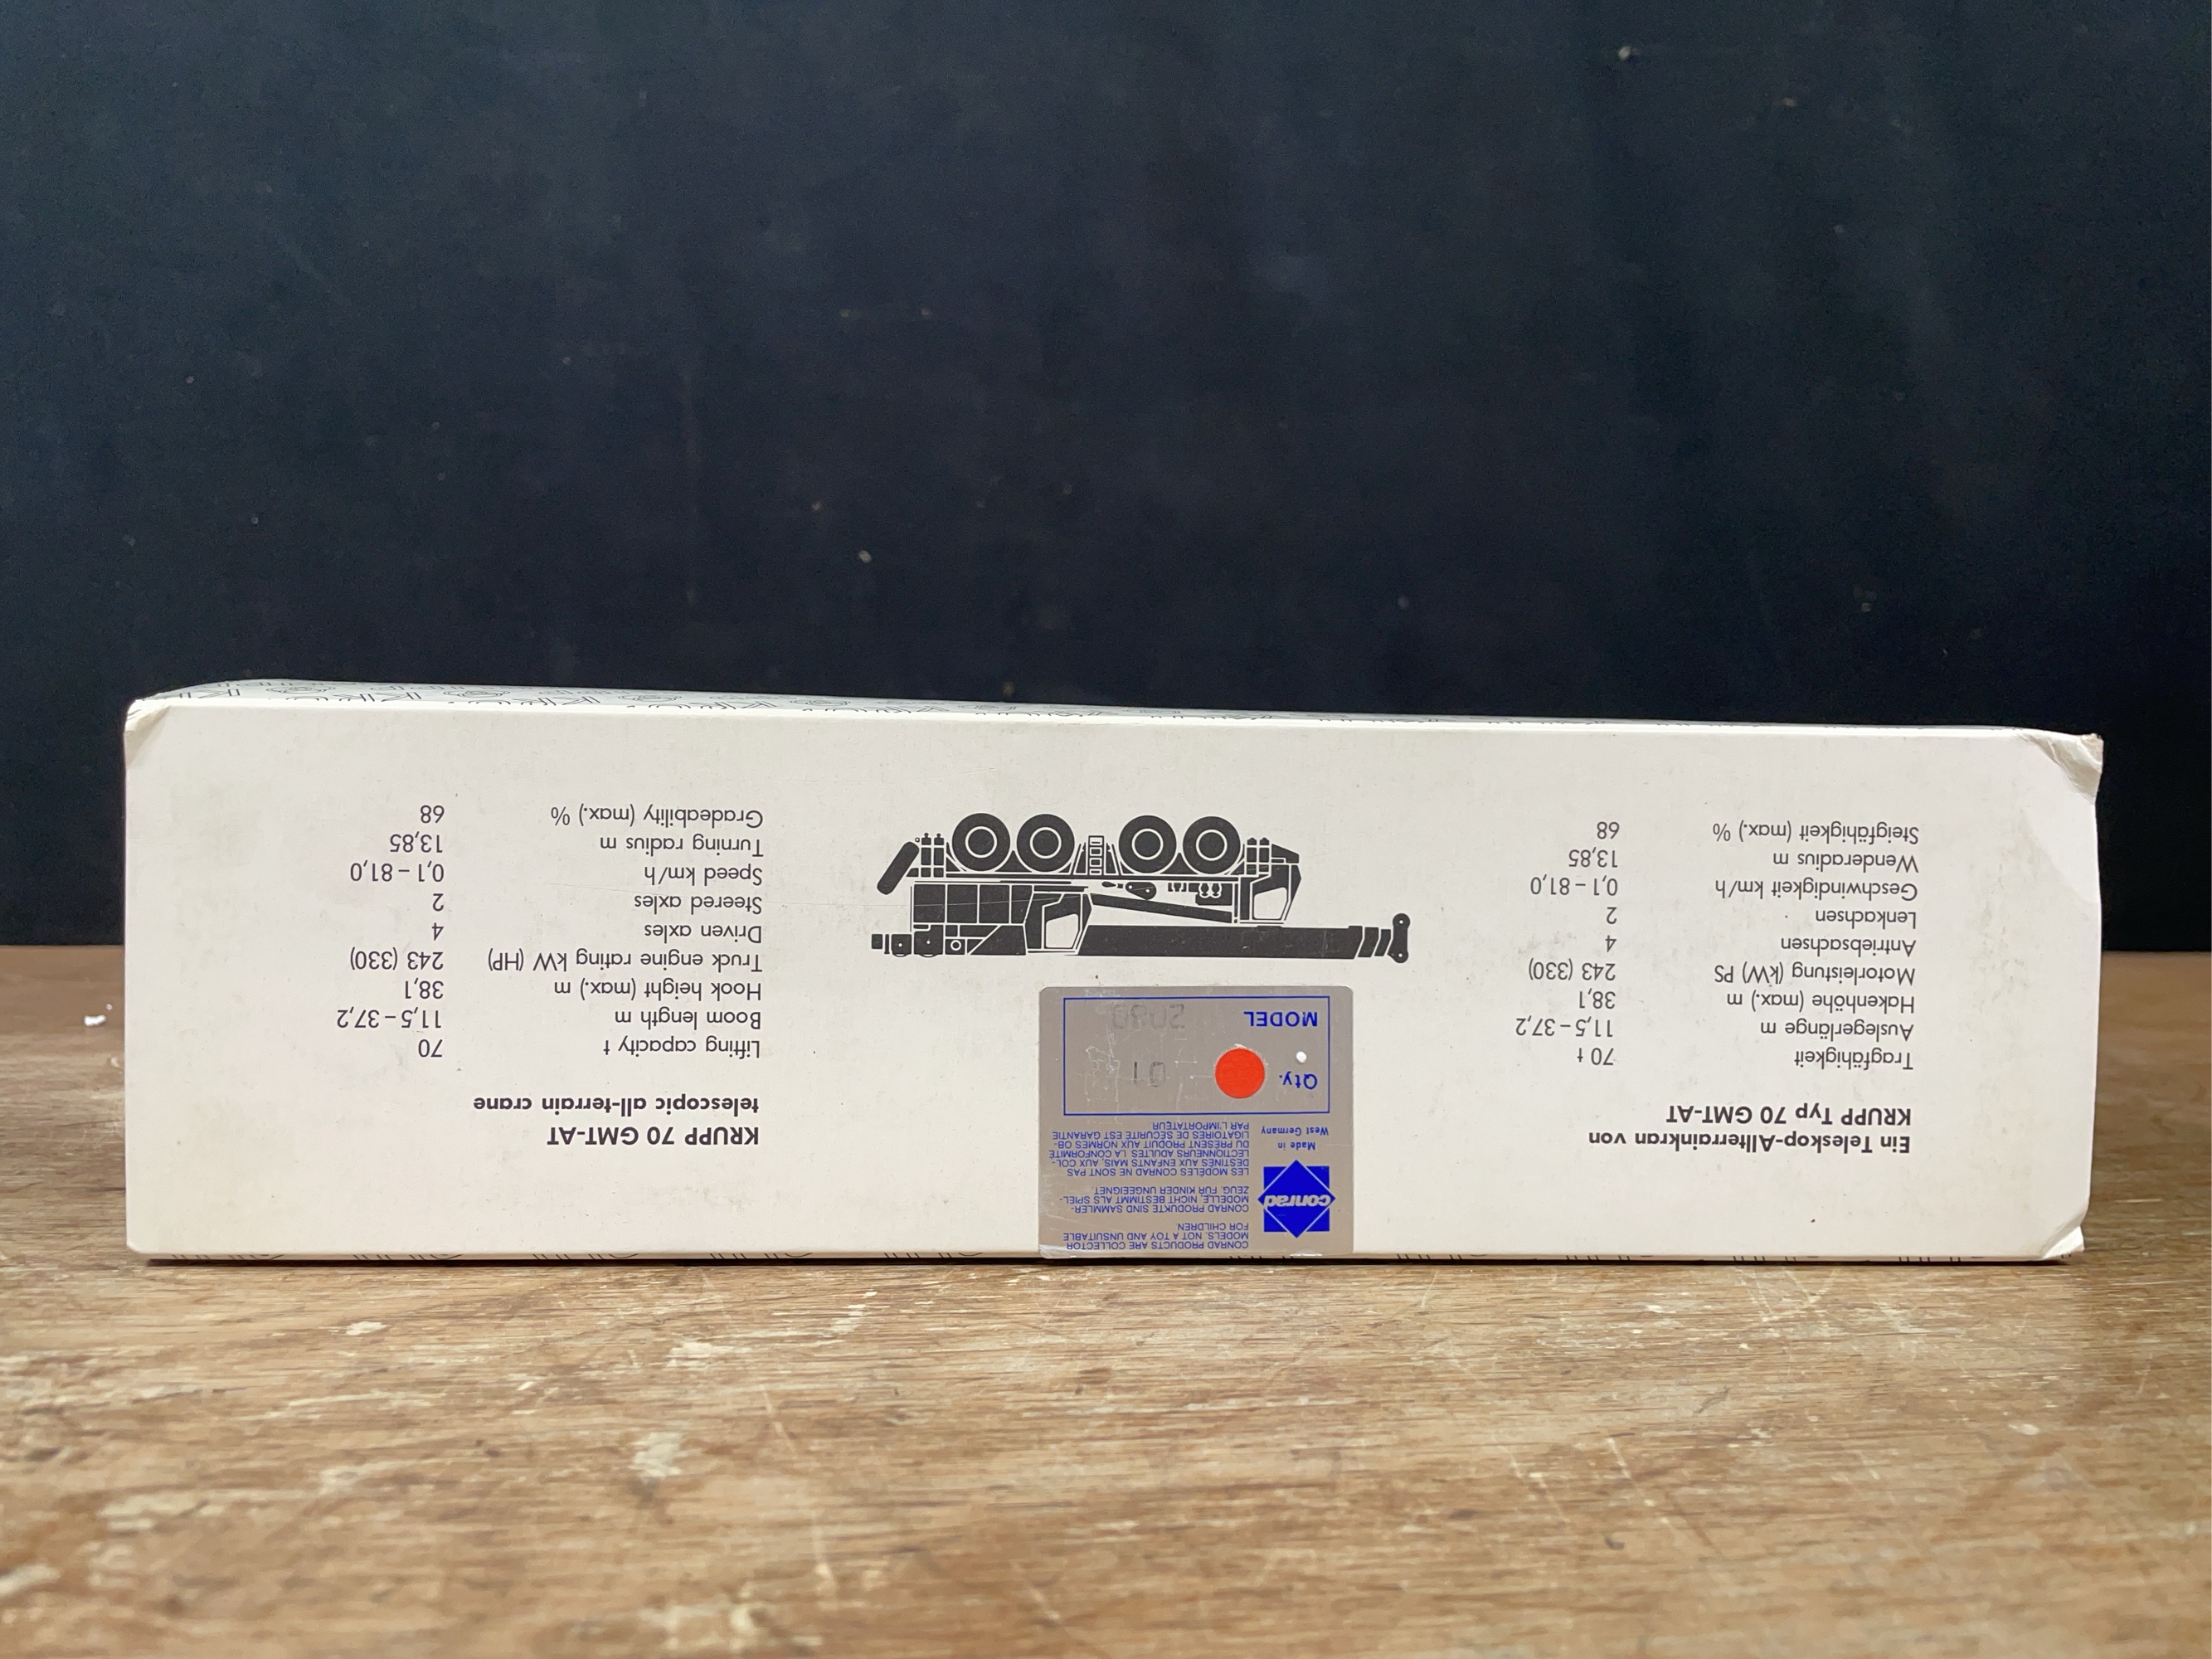 Ein Teleskop-Allterrainkran von
KRUPP Typ 70 GMT-AT
Tragfähigkeit 70 t
Auslegerlänge m 11,5–37,2
Hakenhöhe (max.) m 38,1
Motorleistung (kW) PS 243 (330)
Antriebsachsen 4
Lenkachsen 2
Geschwindigkeit km/h 0,1–81,0
Wenderadius m 13,85
Steigfähigkeit (max.) % 68
conrad
Made in
West Germany
CONRAD PRODUCTS ARE COLLECTOR
MODELS. NOT A TOY AND UNSUITABLE
FOR CHILDREN
CONRAD PRODUKTE SIND SAMMLER-
MODELLE, NICHT BESTIMMT ALS SPIEL-
ZEUG. FÜR KINDER UNGEEIGNET.
LES MODÈLES CONRAD NE SONT PAS
DESTINES AUX ENFANTS MAIS, AUX COL-
LECTIONNEURS ADULTES. LA CONFORMITÉ
DU PRÉSENT PRODUIT AUX NORMES OB-
LIGATOIRES DE SÉCURITÉ EST GARANTIE
PAR L'IMPORTATEUR
Qty. 01
MODEL 2080
KRUPP 70 GMT-AT
telescopic all-terrain crane
Lifting capacity t 70
Boom length m 11,5–37,2
Hook height (max.) m 38,1
Truck engine rating kW (HP) 243 (330)
Driven axles 4
Steered axles 2
Speed km/h 0,1–81,0
Turning radius m 13,85
Gradeability (max.) % 68